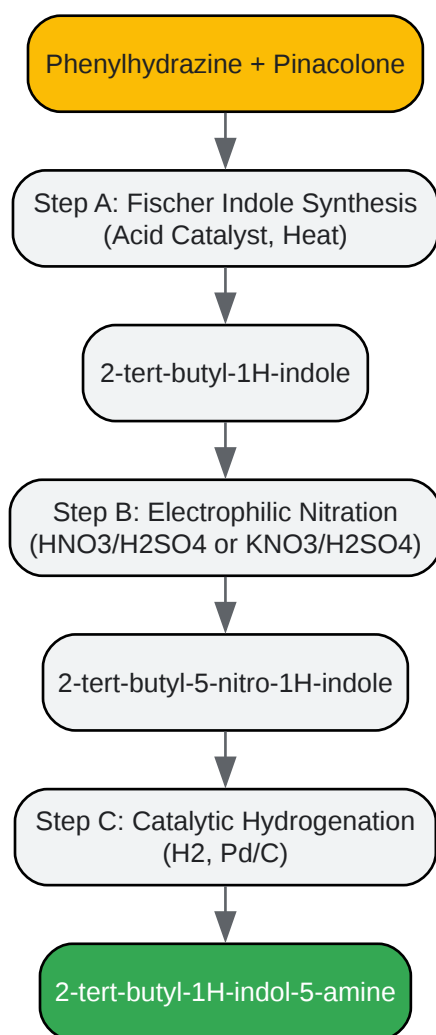 Phenylhydrazine + Pinacolone
Step A: Fischer Indole Synthesis
(Acid Catalyst, Heat)
2-tert-butyl-1H-indole
Step B: Electrophilic Nitration
(HNO3/H2SO4 or KNO3/H2SO4)
2-tert-butyl-5-nitro-1H-indole
Step C: Catalytic Hydrogenation
(H2, Pd/C)
2-tert-butyl-1H-indol-5-amine